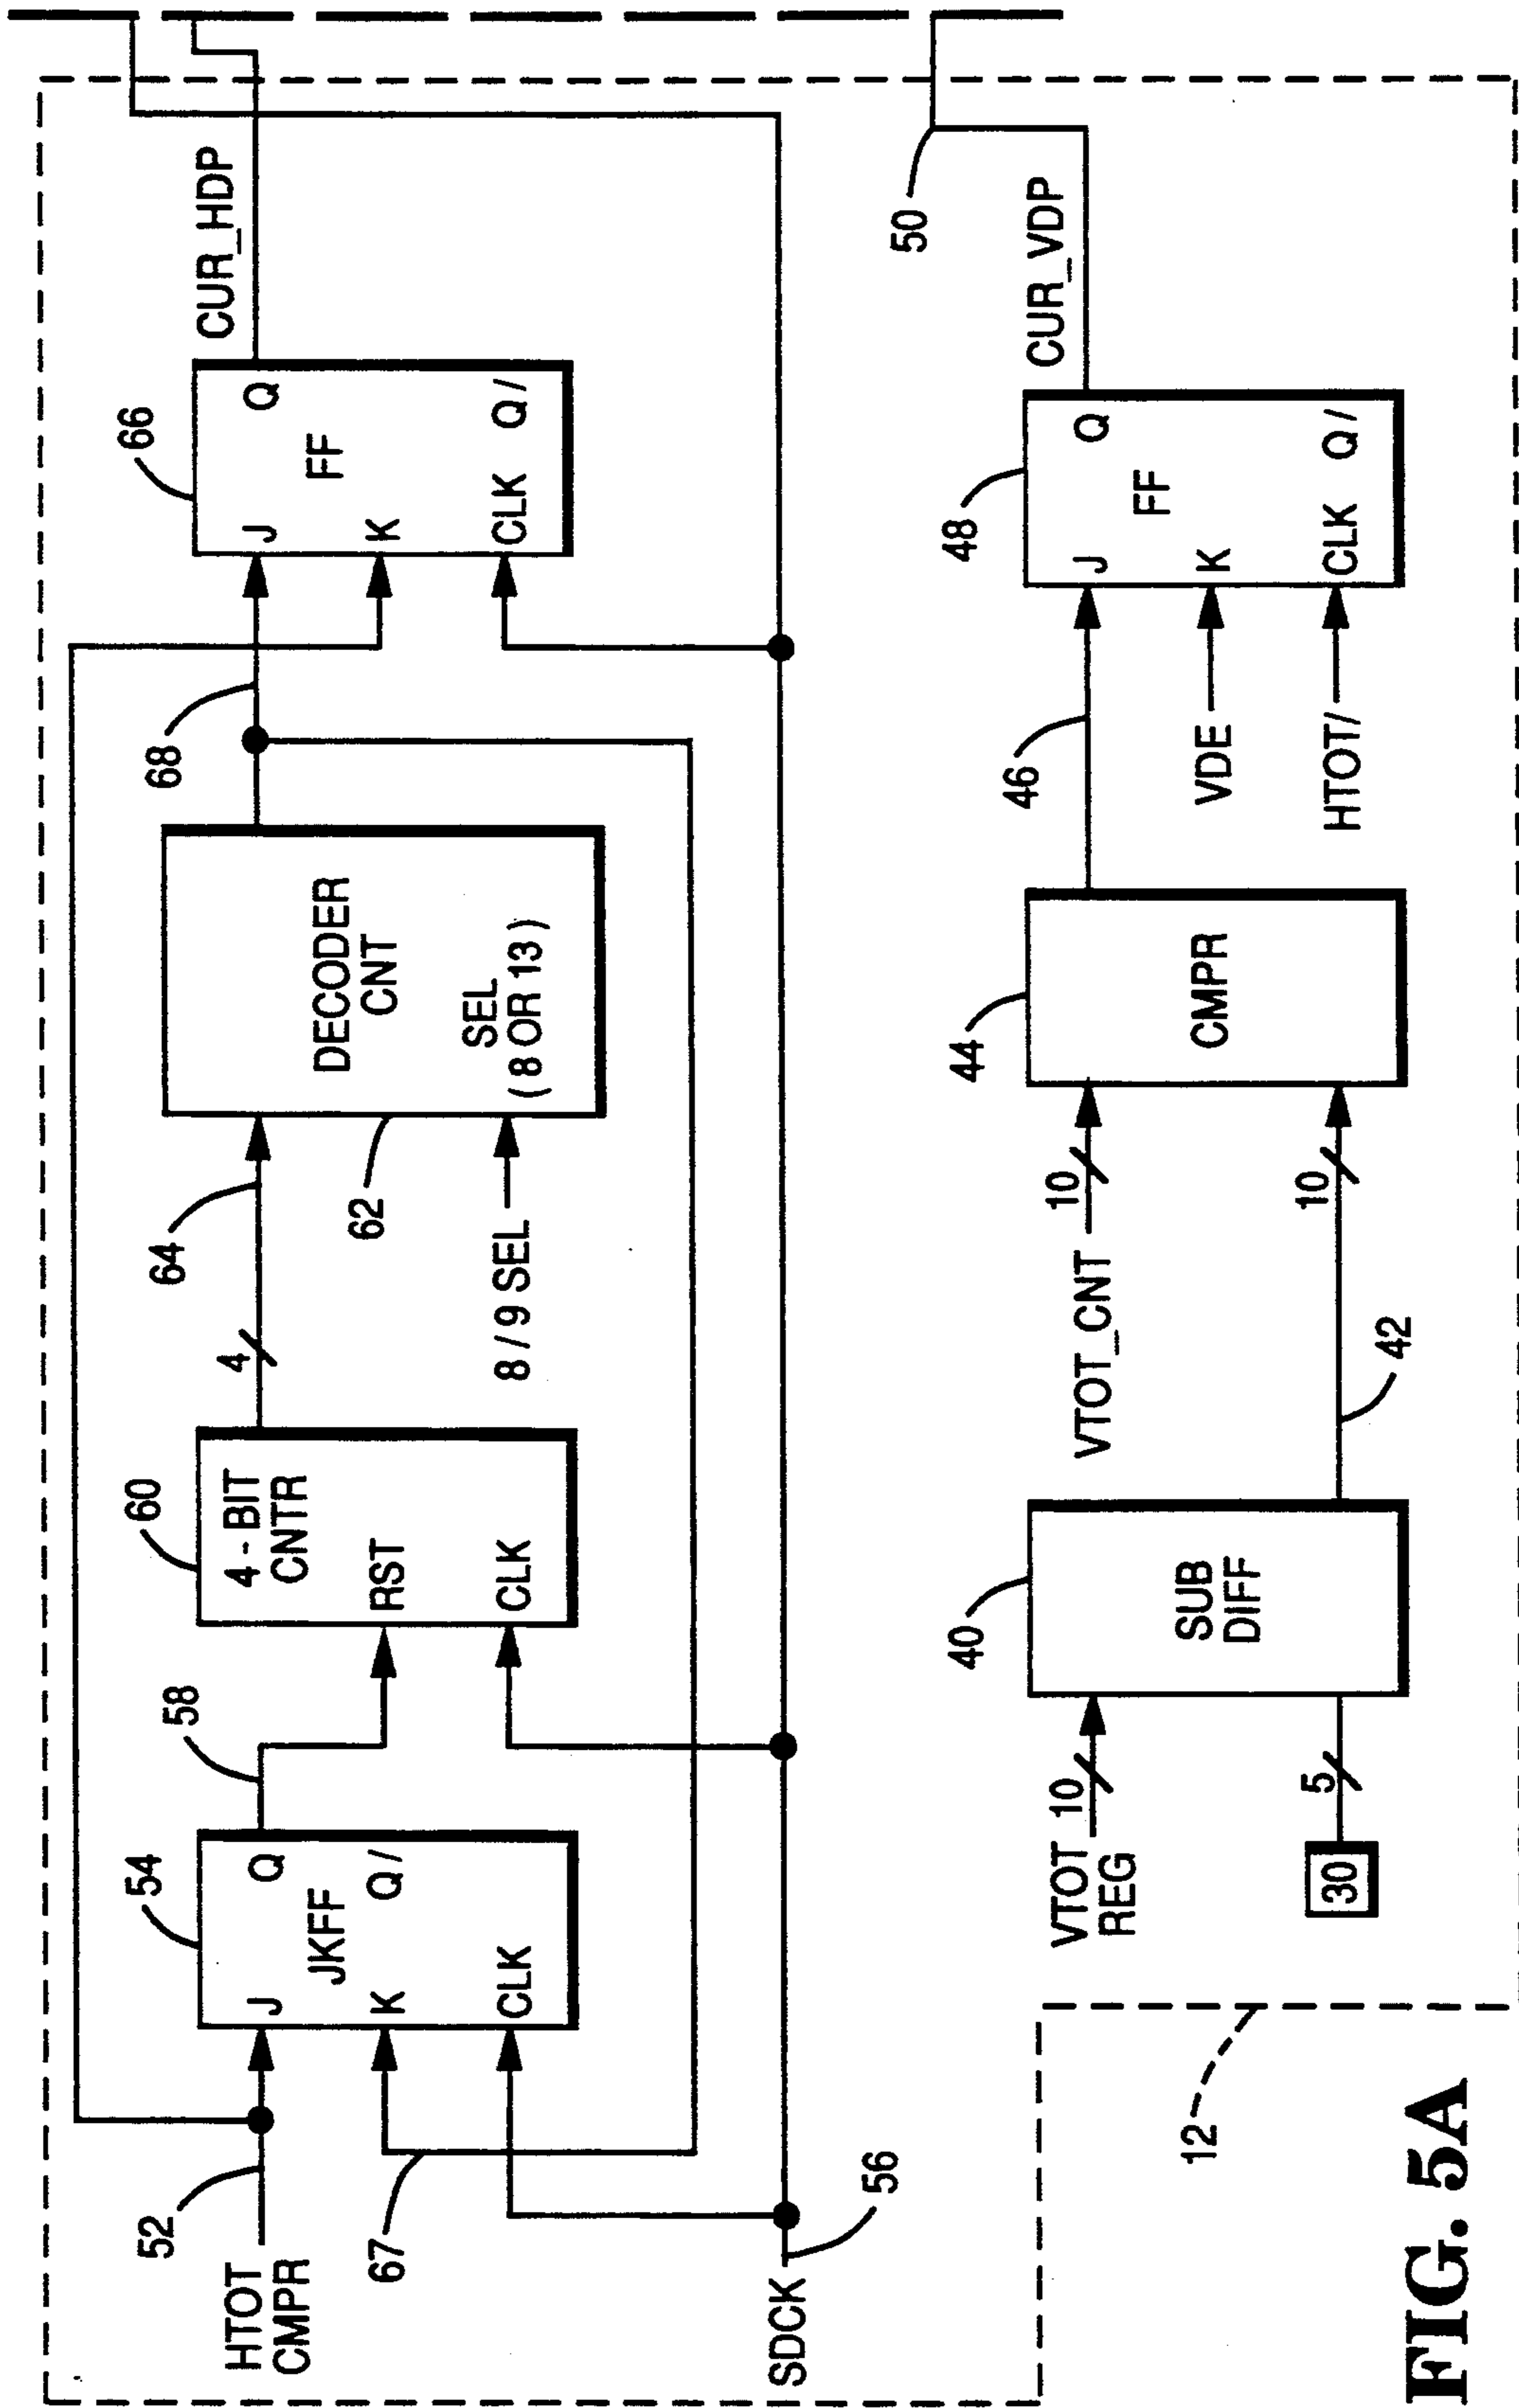 66
CUR_HDP
J
Q
FF
K
CLK
Q/
68
DECODER
CNT
SEL
(8 OR 13)
64
62
8/9 SEL
4
60
4-BIT
CNTR
RST
CLK
58
54
J
Q
JKFF
K
Q/
CLK
52
HTOT
CMPR
67
SDCK
56
50
CUR_VDP
48
J
Q
FF
K
CLK
Q/
46
VDE
HTOT/
44
CMPR
10
VTOT_CNT
10
42
40
SUB
DIFF
VTOT
REG
10
5
30
12
FIG. 5A